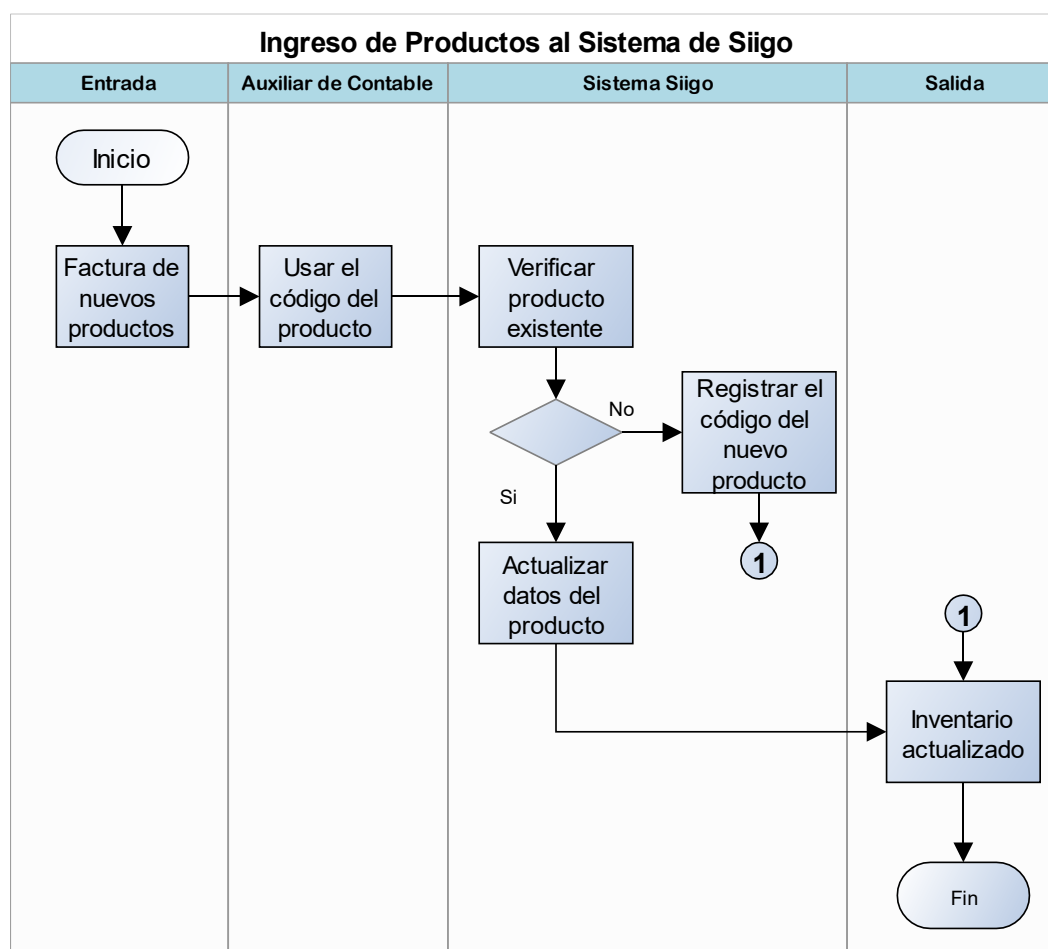 Ingreso de Productos al Sistema de Siigo
Entrada
Auxiliar de Contable
Sistema Siigo
Salida
Inicio
Factura de
nuevos
productos
Usar el
código del
producto
Verificar
producto
existente
No
Registrar el
código del
nuevo
producto
Si
1
Actualizar
datos del
producto
1
Inventario
actualizado
Fin